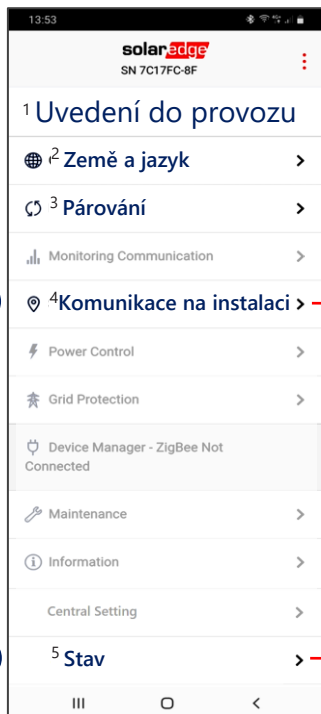 13:53
solaredge
SN 7C17FC-8F
1 Uvedení do provozu
2 Země a jazyk
3 Párování
Monitoring Communication
4 Komunikace na instalaci
Power Control
Grid Protection
Device Manager - ZigBee Not
Connected
Maintenance
Information
Central Setting
5 Stav